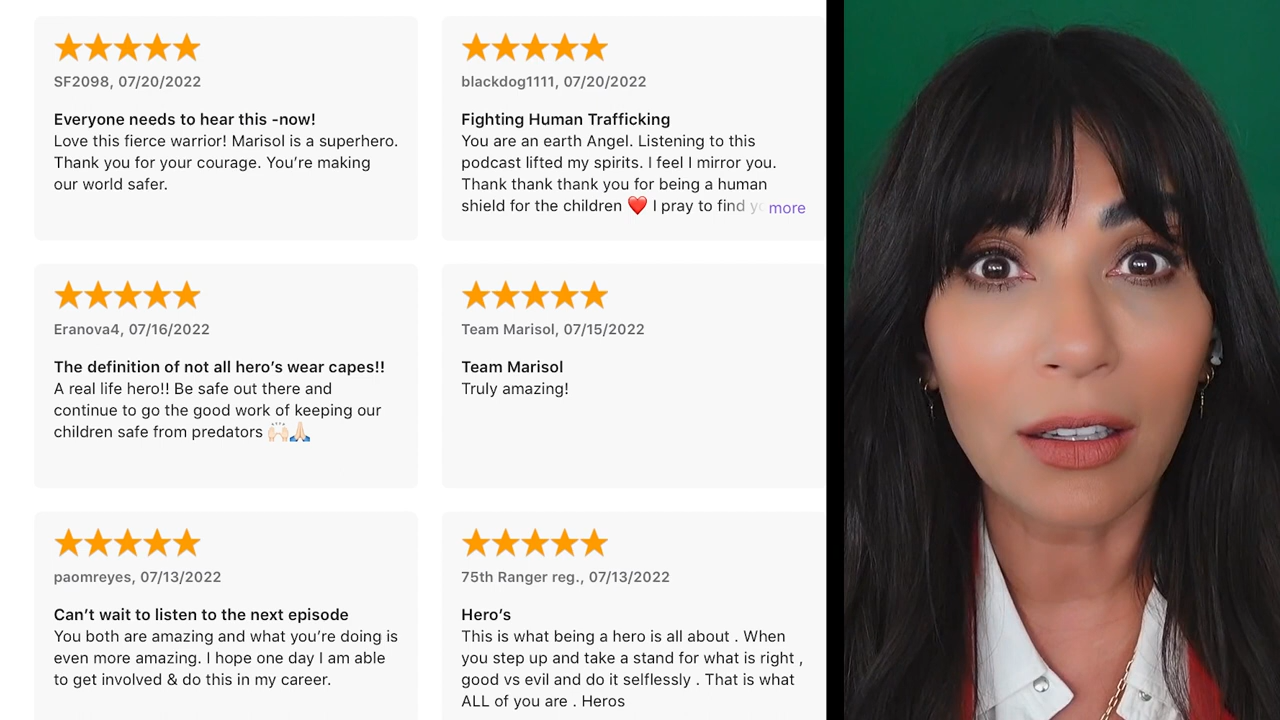 SF2098, 07/20/2022
Everyone needs to hear this -now!
Love this fierce warrior! Marisol is a superhero.
Thank you for your courage. You’re making
our world safer.
blackdog1111, 07/20/2022
Fighting Human Trafficking
You are an earth Angel. Listening to this
podcast lifted my spirits. I feel I mirror you.
Thank thank thank you for being a human
shield for the children ❤️ I pray to find more
Eranova4, 07/16/2022
The definition of not all hero’s wear capes!!
A real life hero!! Be safe out there and
continue to go the good work of keeping our
children safe from predators 🙌🏻🙏🏻
Team Marisol, 07/15/2022
Team Marisol
Truly amazing!
paomreyes, 07/13/2022
Can’t wait to listen to the next episode
You both are amazing and what you’re doing is
even more amazing. I hope one day I am able
to get involved & do this in my career.
75th Ranger reg., 07/13/2022
Hero’s
This is what being a hero is all about . When
you step up and take a stand for what is right ,
good vs evil and do it selflessly . That is what
ALL of you are . Heros